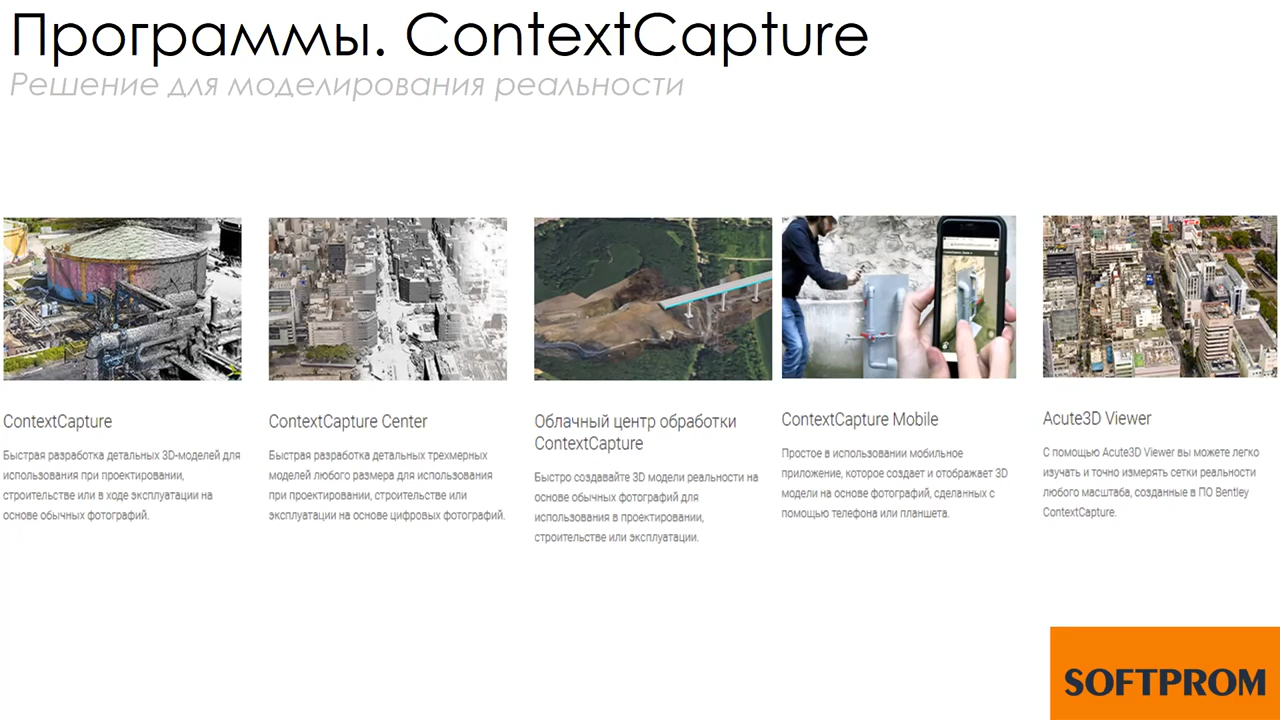 Программы. ContextCapture
Решение для моделирования реальности
ContextCapture
Быстрая разработка детальных 3D-моделей для
использования при проектировании,
строительстве или в ходе эксплуатации на
основе обычных фотографий.
ContextCapture Center
Быстрая разработка детальных трехмерных
моделей любого размера для использования
при проектировании, строительстве или
эксплуатации на основе цифровых фотографий.
Облачный центр обработки
ContextCapture
Быстро создавайте 3D модели реальности на
основе обычных фотографий для
использования в проектировании,
строительстве или эксплуатации.
ContextCapture Mobile
Простое в использовании мобильное
приложение, которое создает и отображает 3D
модели на основе фотографий, сделанных с
помощью телефона или планшета.
Acute3D Viewer
С помощью Acute3D Viewer вы можете легко
изучать и точно измерять сетки реальности
любого масштаба, созданные в ПО Bentley
ContextCapture.
SOFTPROM